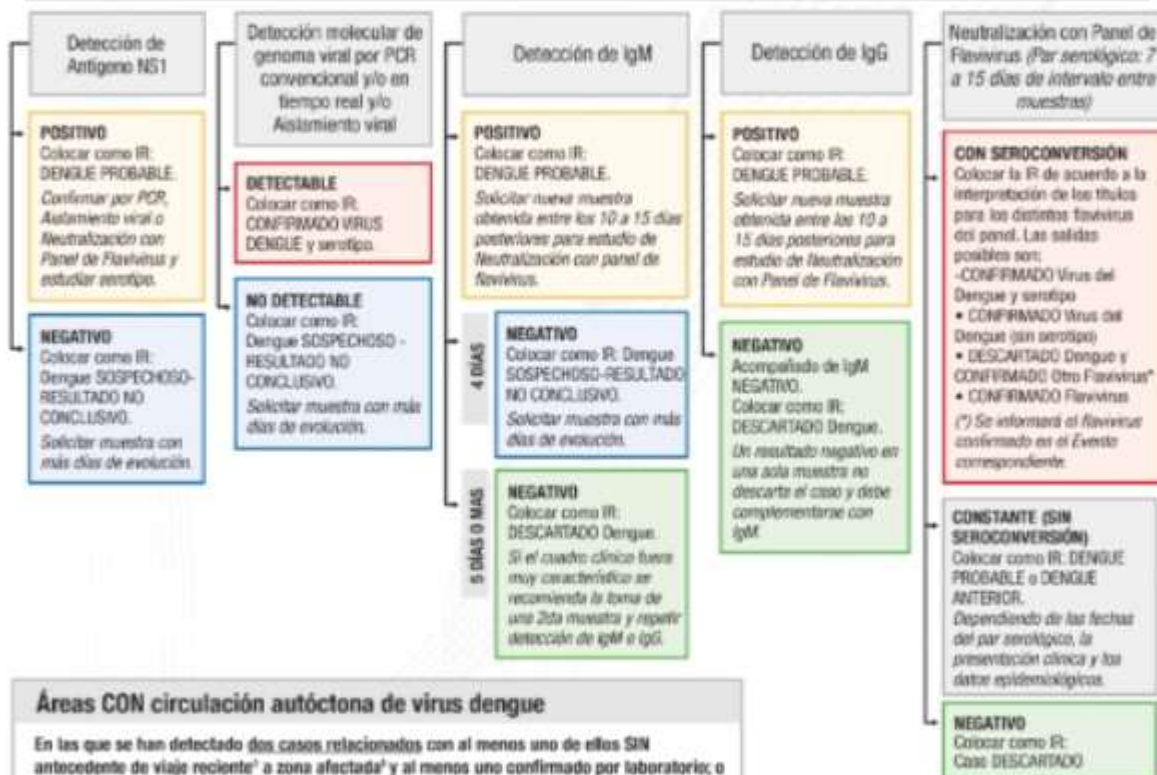 Detección de
Antígeno NS1
POSITIVO
Colocar como IR:
DENGUE PROBABLE.
Confirmar por PCR,
Aislamiento viral o
Neutralización con
Panel de Flavivirus y
estudiar serotipo.
NEGATIVO
Colocar como IR:
Dengue SOSPECHOSO-
RESULTADO NO
CONCLUSIVO.
Solicitar muestra con
más días de evolución.
Detección molecular de
genoma viral por PCR
convencional y/o en
tiempo real y/o
Aislamiento viral
DETECTABLE
Colocar como IR:
CONFIRMADO VIRUS
DENGUE y serotipo.
NO DETECTABLE
Colocar como IR:
Dengue SOSPECHOSO -
RESULTADO NO
CONCLUSIVO.
Solicitar muestra con más
días de evolución.
Detección de IgM
POSITIVO
Colocar como IR:
DENGUE PROBABLE.
Solicitar nueva muestra
obtenida entre los 10 a 15 días
posteriores para estudio de
Neutralización con panel de
flavivirus.
4 DÍAS
NEGATIVO
Colocar como IR: Dengue
SOSPECHOSO-RESULTADO
NO CONCLUSIVO.
Solicitar muestra con más
días de evolución.
5 DÍAS O MAS
NEGATIVO
Colocar como IR:
DESCARTADO Dengue.
Si el cuadro clínico fuera
muy característico se
recomienda la toma de
una 2da muestra y repetir
detección de IgM e IgG.
Detección de IgG
POSITIVO
Colocar como IR:
DENGUE PROBABLE.
Solicitar nueva muestra
obtenida entre los 10 a
15 días posteriores para
estudio de Neutralización
con Panel de Flavivirus.
NEGATIVO
Acompañado de IgM
NEGATIVO.
Colocar como IR:
DESCARTADO Dengue.
Un resultado negativo en
una sola muestra no
descarta el caso y debe
complementarse con
IgM
Neutralización con Panel de
Flavivirus (Par serológico: 7
a 15 días de intervalo entre
muestras)
CON SEROCONVERSIÓN
Colocar la IR de acuerdo a la
interpretación de los títulos
para los distintos flavivirus
del panel. Las salidas
posibles son:
-CONFIRMADO Virus del
Dengue y serotipo
• CONFIRMADO Virus del
Dengue (sin serotipo)
• DESCARTADO Dengue y
CONFIRMADO Otro Flavivirus*
• CONFIRMADO Flavivirus
(*) Se informará el flavivirus
confirmado en el Evento
correspondiente.
CONSTANTE (SIN
SEROCONVERSIÓN)
Colocar como IR: DENGUE
PROBABLE o DENGUE
ANTERIOR.
Dependiendo de las fechas
del par serológico, la
presentación clínica y los
datos epidemiológicos.
NEGATIVO
Colocar como IR:
Caso DESCARTADO
Áreas CON circulación autóctona de virus dengue
En las que se han detectado dos casos relacionados con al menos uno de ellos SIN
antecedente de viaje reciente¹ a zona afectada² y al menos uno confirmado por laboratorio; o